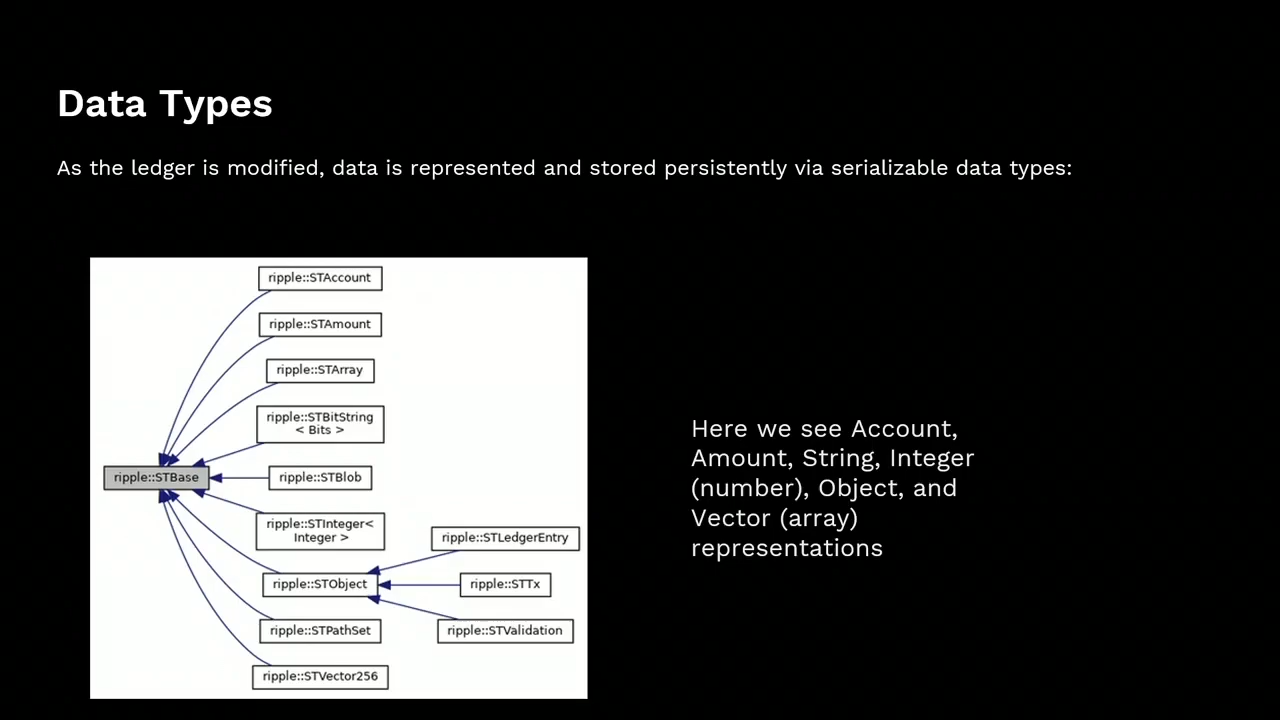 Data Types
As the ledger is modified, data is represented and stored persistently via serializable data types:
ripple::STAccount
ripple::STAmount
ripple::STArray
ripple::STBitString
< Bits >
ripple::STBase
ripple::STBlob
ripple::STInteger<
Integer >
ripple::STLedgerEntry
ripple::STObject
ripple::STTx
ripple::STPathSet
ripple::STValidation
ripple::STVector256
Here we see Account,
Amount, String, Integer
(number), Object, and
Vector (array)
representations